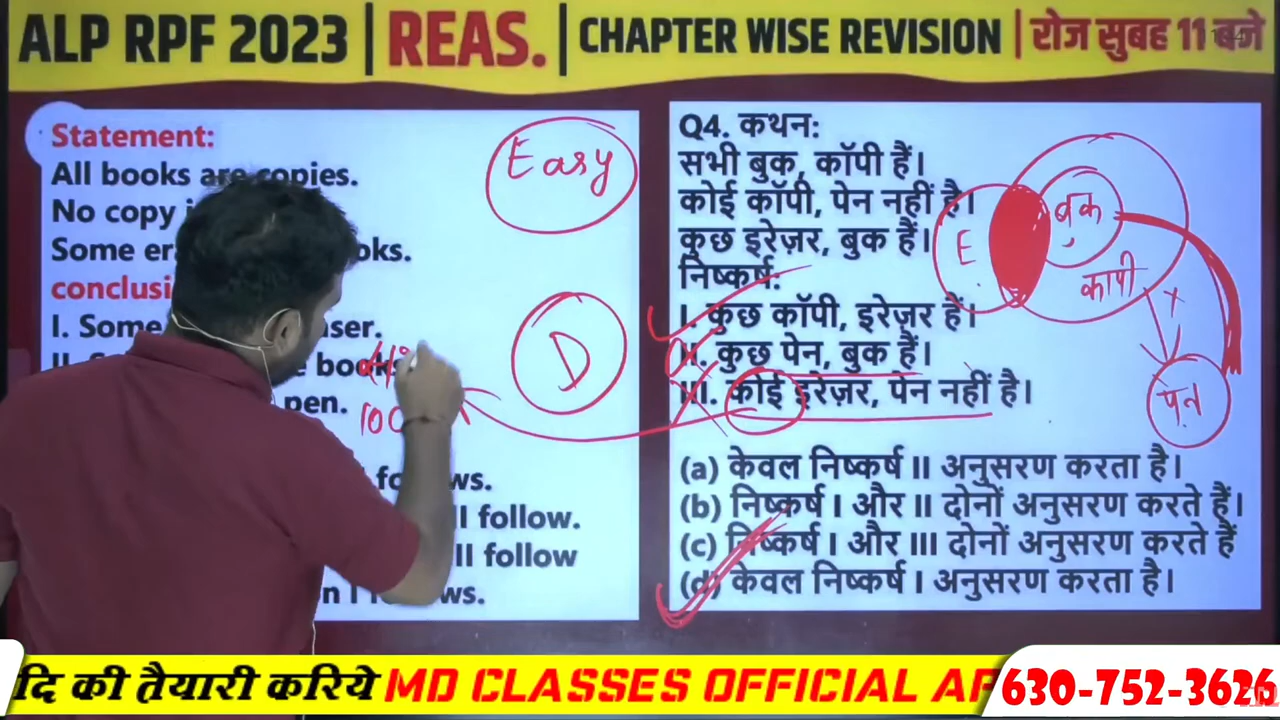 ALP RPF 2023 | REAS. | CHAPTER WISE REVISION | रोज सुबह 11 बजे
Statement:
All books are copies.
No copy i
Some er oks.
conclusi
I. Some ser.
II. S book
pen.
follows.
II follow.
II follow
n I follows.
Easy
D
100
Q4. कथन:
सभी बुक, कॉपी हैं।
कोई कॉपी, पेन नहीं है।
कुछ इरेज़र, बुक हैं।
निष्कर्ष:
I. कुछ कॉपी, इरेज़र हैं।
II. कुछ पेन, बुक हैं।
III. कोई इरेज़र, पेन नहीं है।
(a) केवल निष्कर्ष II अनुसरण करता है।
(b) निष्कर्ष I और II दोनों अनुसरण करते हैं।
(c) निष्कर्ष I और III दोनों अनुसरण करते हैं
(d) केवल निष्कर्ष I अनुसरण करता है।
E
बुक
कापी
पेन
दि की तैयारी करिये MD CLASSES OFFICIAL AP
630-752-3626